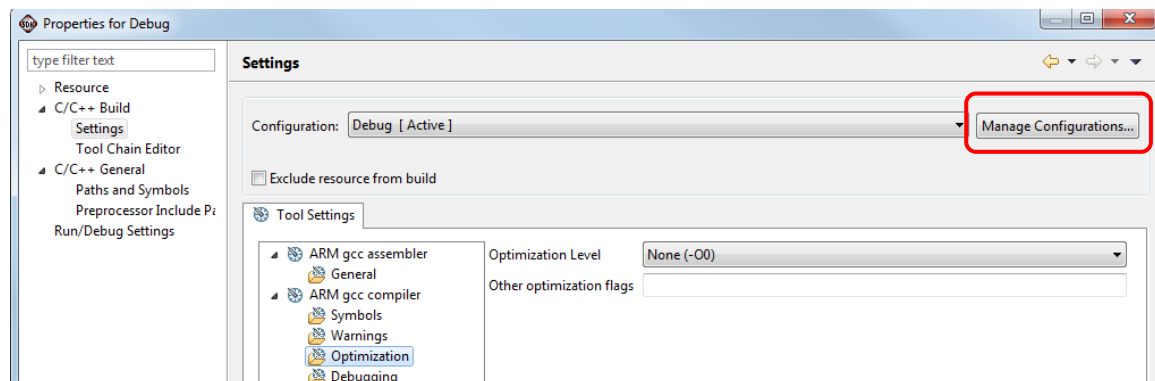 SDK Properties for Debug
type filter text
Settings
Resource
C/C++ Build
Settings
Tool Chain Editor
C/C++ General
Paths and Symbols
Preprocessor Include Pa
Run/Debug Settings
Configuration: Debug [ Active ] Manage Configurations...
Exclude resource from build
Tool Settings
ARM gcc assembler
General
ARM gcc compiler
Symbols
Warnings
Optimization
Debugging
Optimization Level None (-O0)
Other optimization flags